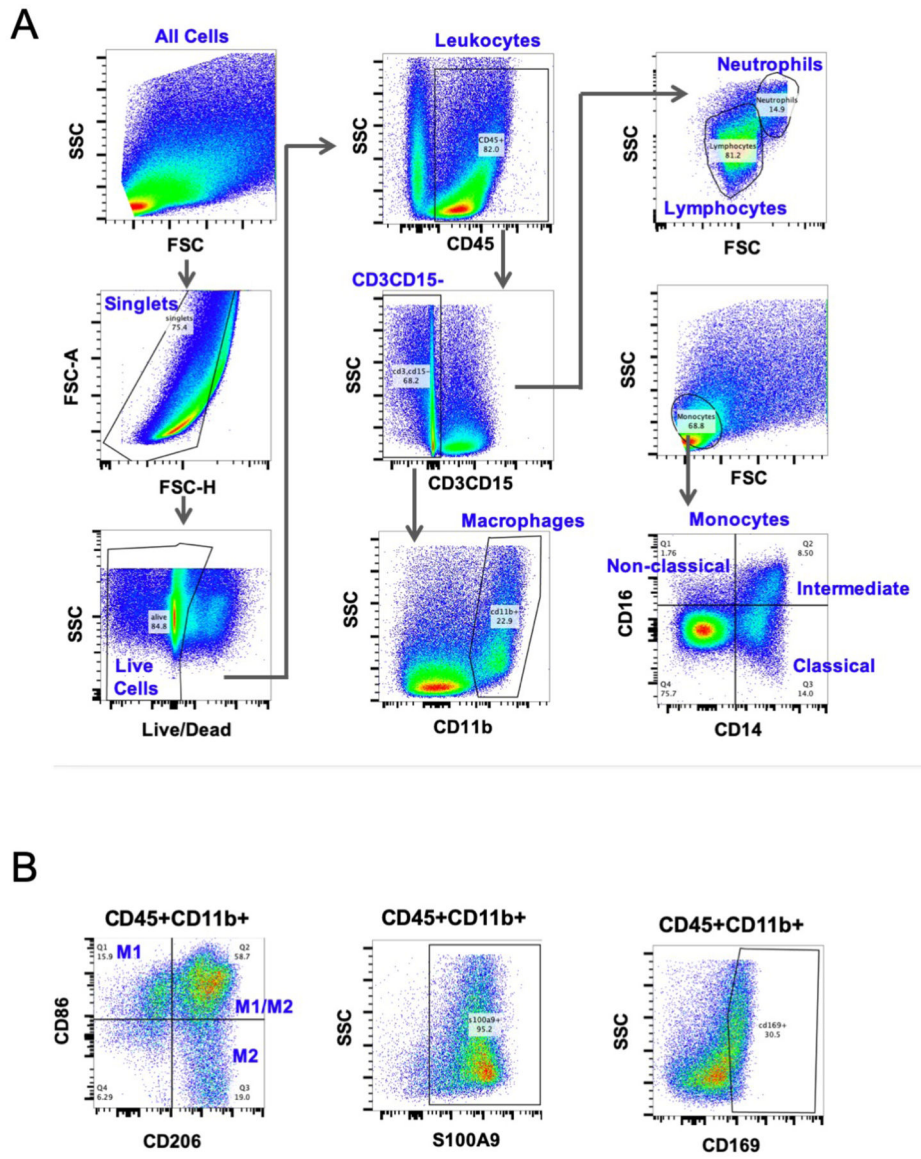 A
All Cells
SSC
FSC
Leukocytes
SSC
CD45+
82.0
CD45
Neutrophils
SSC
Neutrophils
14.9
Lymphocytes
81.2
Lymphocytes
FSC
Singlets
singlets
75.4
FSC-A
FSC-H
CD3CD15-
SSC
cd3,cd15-
68.2
CD3CD15
SSC
Monocytes
68.8
FSC
SSC
alive
84.8
Live
Cells
Live/Dead
Macrophages
SSC
cd11b+
22.9
CD11b
Monocytes
Q1
1.76
Q2
8.50
Non-classical
Intermediate
CD16
Classical
Q4
75.7
Q3
14.0
CD14
B
CD45+CD11b+
Q1
15.9
M1
Q2
58.7
CD86
M1/M2
M2
Q4
6.29
Q3
19.0
CD206
CD45+CD11b+
SSC
s100a9+
95.2
S100A9
CD45+CD11b+
SSC
cd169+
30.5
CD169